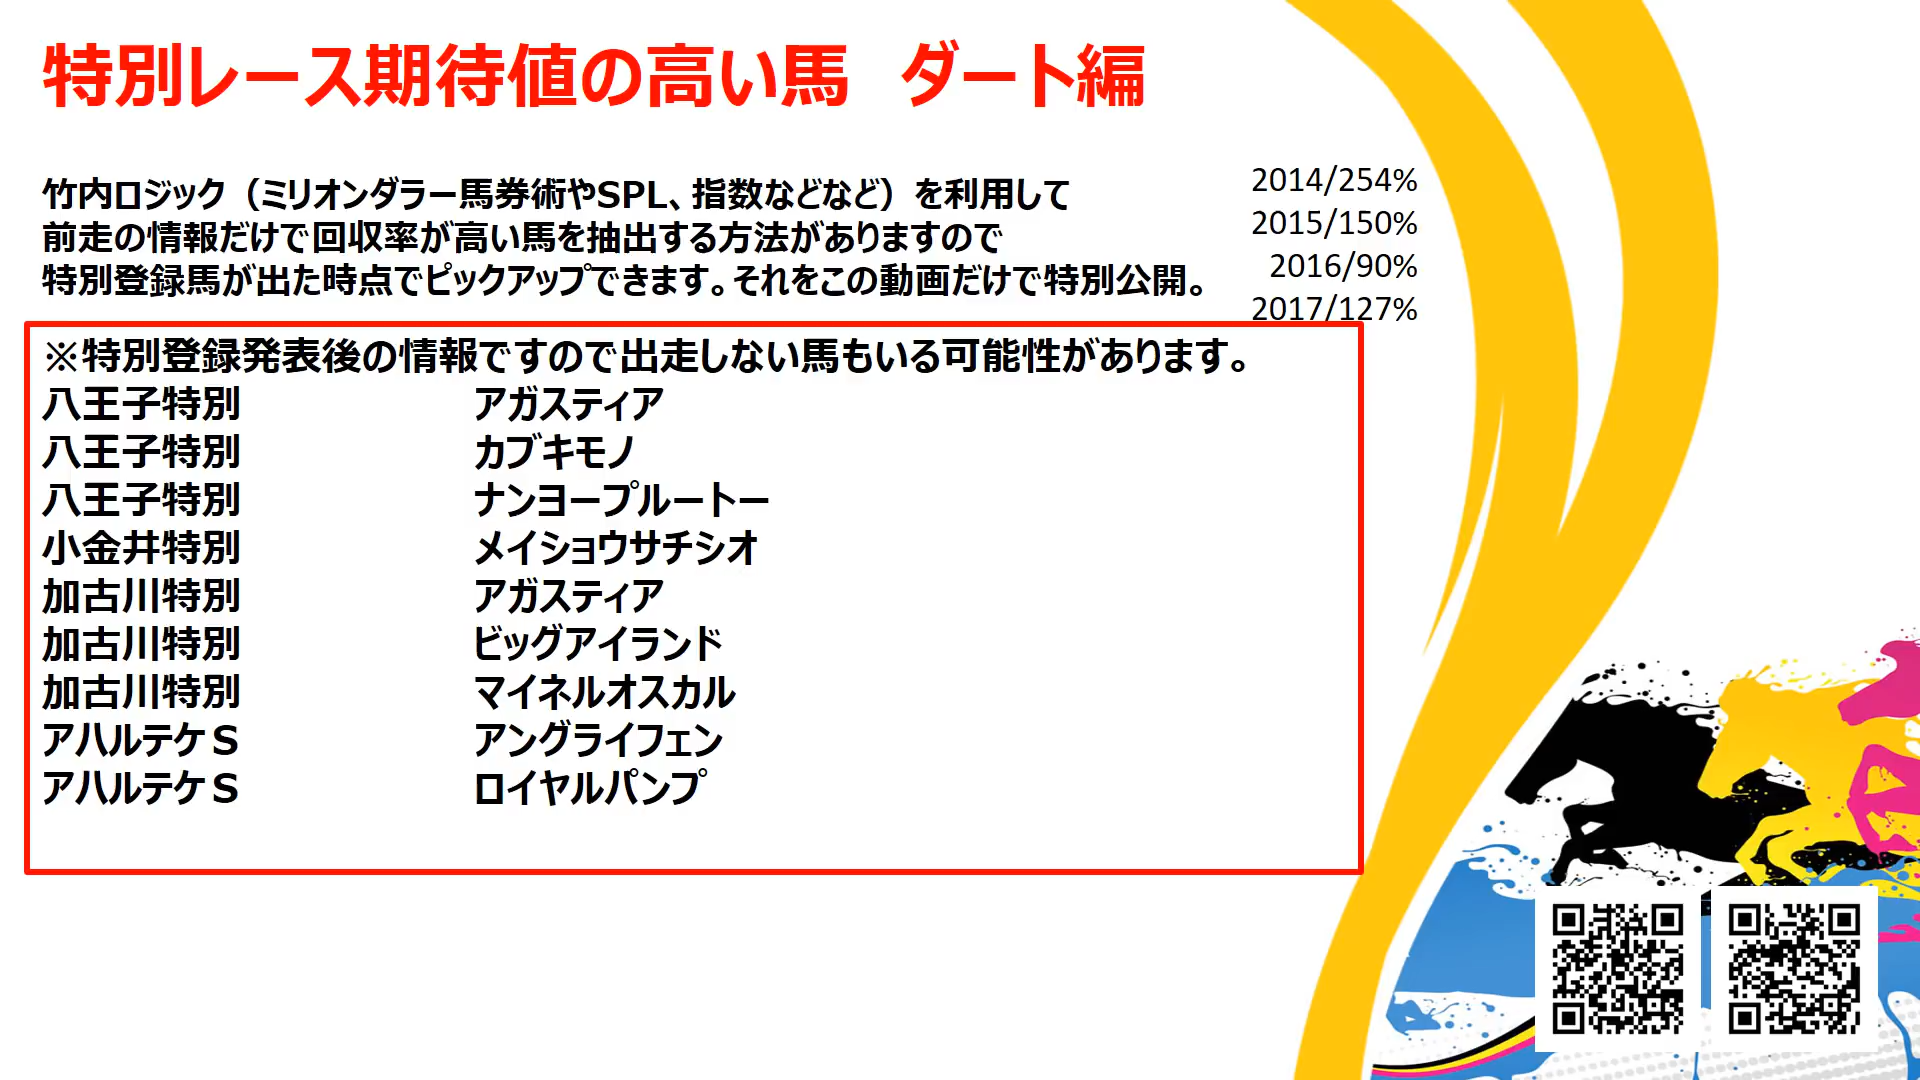 特別レース期待値の高い馬　ダート編
竹内ロジック（ミリオンダラー馬券術やSPL、指数などなど）を利用して
前走の情報だけで回収率が高い馬を抽出する方法がありますので
特別登録馬が出た時点でピックアップできます。それをこの動画だけで特別公開。
2014/254%
2015/150%
2016/90%
2017/127%
※特別登録発表後の情報ですので出走しない馬もいる可能性があります。
八王子特別　アガスティア
八王子特別　カブキモノ
八王子特別　ナンヨープルートー
小金井特別　メイショウサチシオ
加古川特別　アガスティア
加古川特別　ビッグアイランド
加古川特別　マイネルオスカル
アハルテケＳ　アングライフェン
アハルテケＳ　ロイヤルパンプ